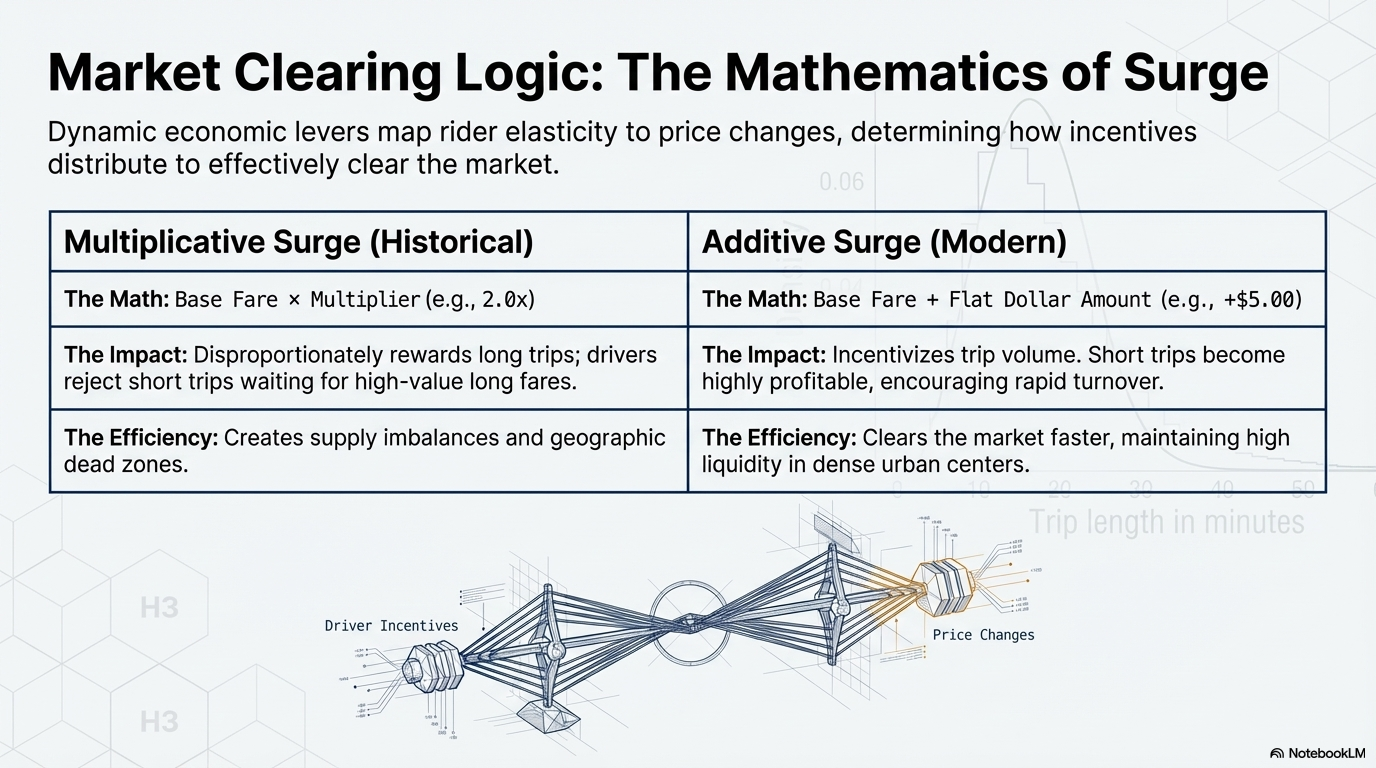 Market Clearing Logic: The Mathematics of Surge
Dynamic economic levers map rider elasticity to price changes, determining how incentives
distribute to effectively clear the market.
0.06
Multiplicative Surge (Historical)
Additive Surge (Modern)
The Math: Base Fare × Multiplier (e.g., 2.0x)
The Math: Base Fare + Flat Dollar Amount (e.g., +$5.00)
The Impact: Disproportionately rewards long trips; drivers
reject short trips waiting for high-value long fares.
The Impact: Incentivizes trip volume. Short trips become
highly profitable, encouraging rapid turnover.
The Efficiency: Creates supply imbalances and geographic
dead zones.
The Efficiency: Clears the market faster, maintaining high
liquidity in dense urban centers.
0 10 20 30 40 50
Trip length in minutes
H3
Driver Incentives
Price Changes
H3
NotebookLM